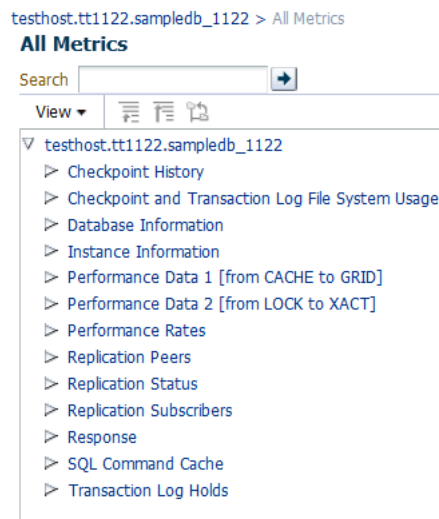 testhost.tt1122.sampledb_1122 > All Metrics
All Metrics
Search
View
testhost.tt1122.sampledb_1122
Checkpoint History
Checkpoint and Transaction Log File System Usage
Database Information
Instance Information
Performance Data 1 [from CACHE to GRID]
Performance Data 2 [from LOCK to XACT]
Performance Rates
Replication Peers
Replication Status
Replication Subscribers
Response
SQL Command Cache
Transaction Log Holds